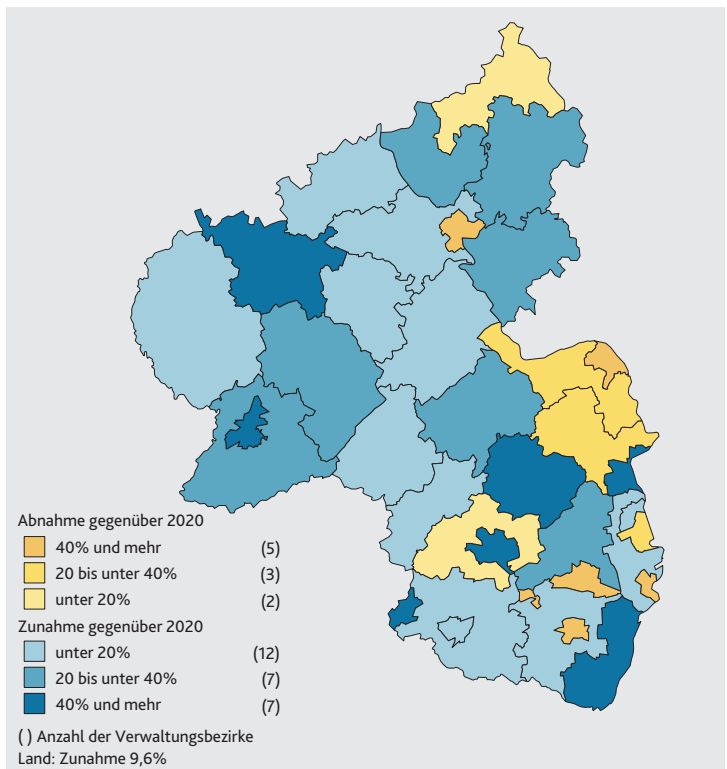 Abnahme gegenüber 2020
40% und mehr (5)
20 bis unter 40% (3)
unter 20% (2)
Zunahme gegenüber 2020
unter 20% (12)
20 bis unter 40% (7)
40% und mehr (7)
( ) Anzahl der Verwaltungsbezirke
Land: Zunahme 9,6%